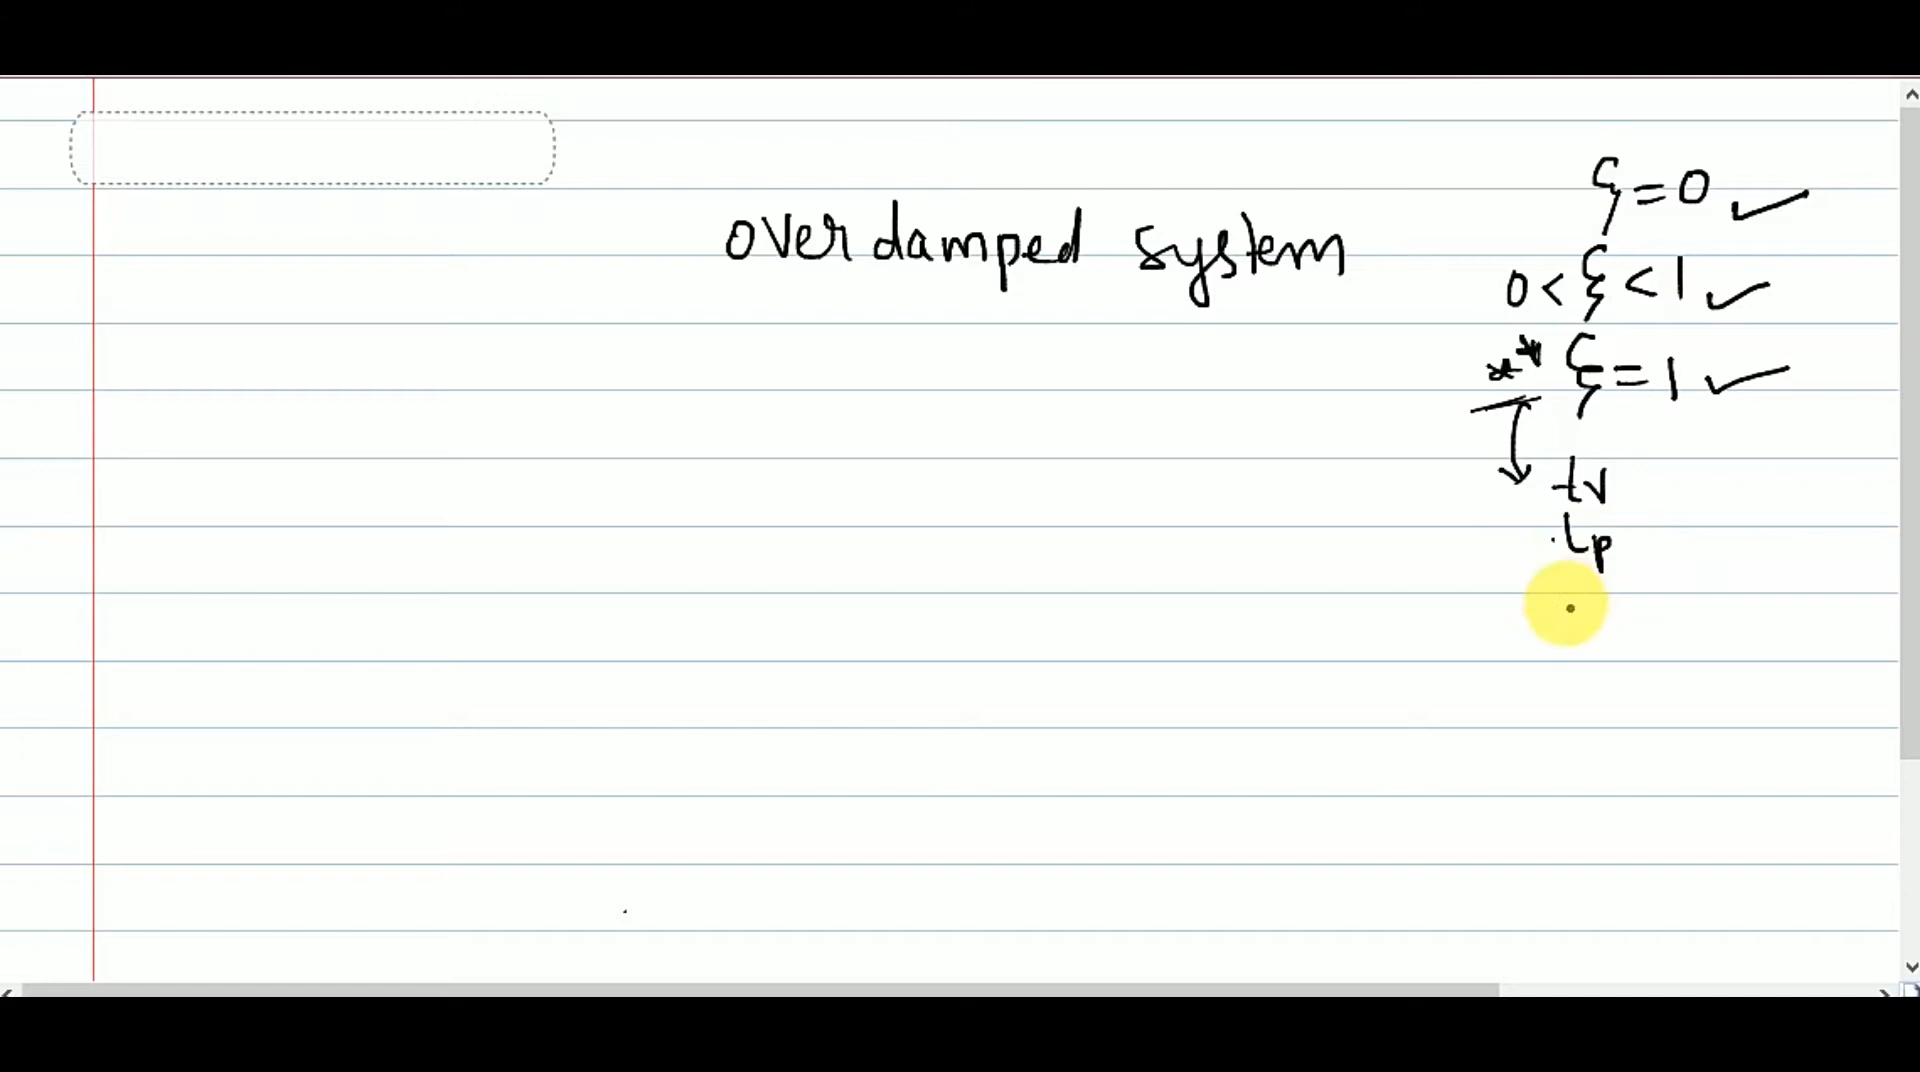 over damped system
ξ = 0 ✓
0 < ξ < 1 ✓
** ξ = 1 ✓
tr
tp